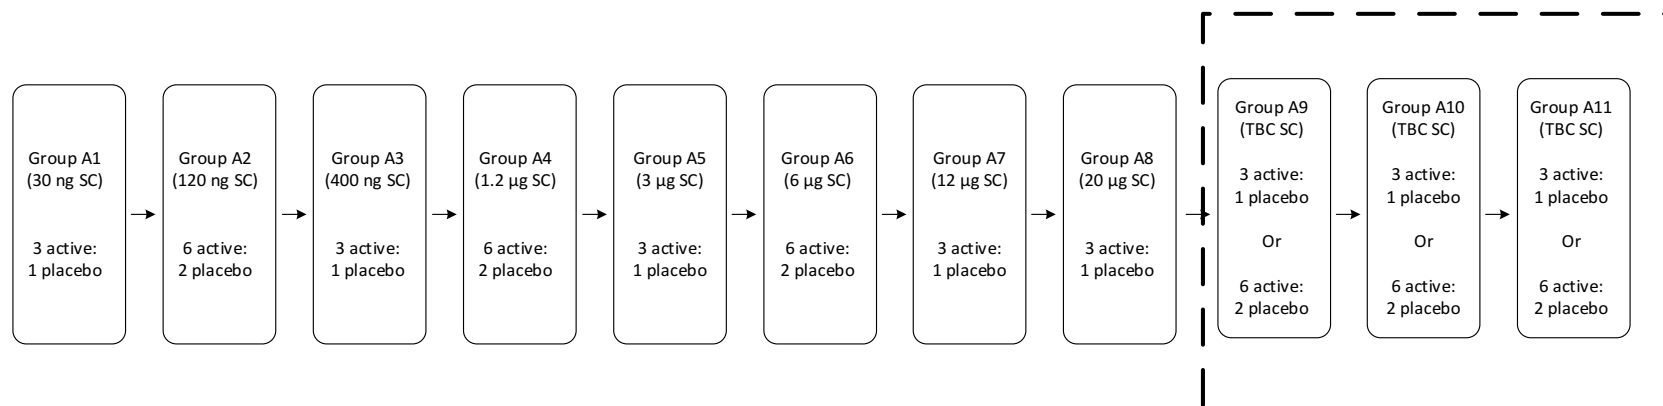 Group A1
(30 ng SC)
3 active:
1 placebo
Group A2
(120 ng SC)
6 active:
2 placebo
Group A3
(400 ng SC)
3 active:
1 placebo
Group A4
(1.2 µg SC)
6 active:
2 placebo
Group A5
(3 µg SC)
3 active:
1 placebo
Group A6
(6 µg SC)
6 active:
2 placebo
Group A7
(12 µg SC)
3 active:
1 placebo
Group A8
(20 µg SC)
3 active:
1 placebo
Group A9
(TBC SC)
3 active:
1 placebo
Or
6 active:
2 placebo
Group A10
(TBC SC)
3 active:
1 placebo
Or
6 active:
2 placebo
Group A11
(TBC SC)
3 active:
1 placebo
Or
6 active:
2 placebo